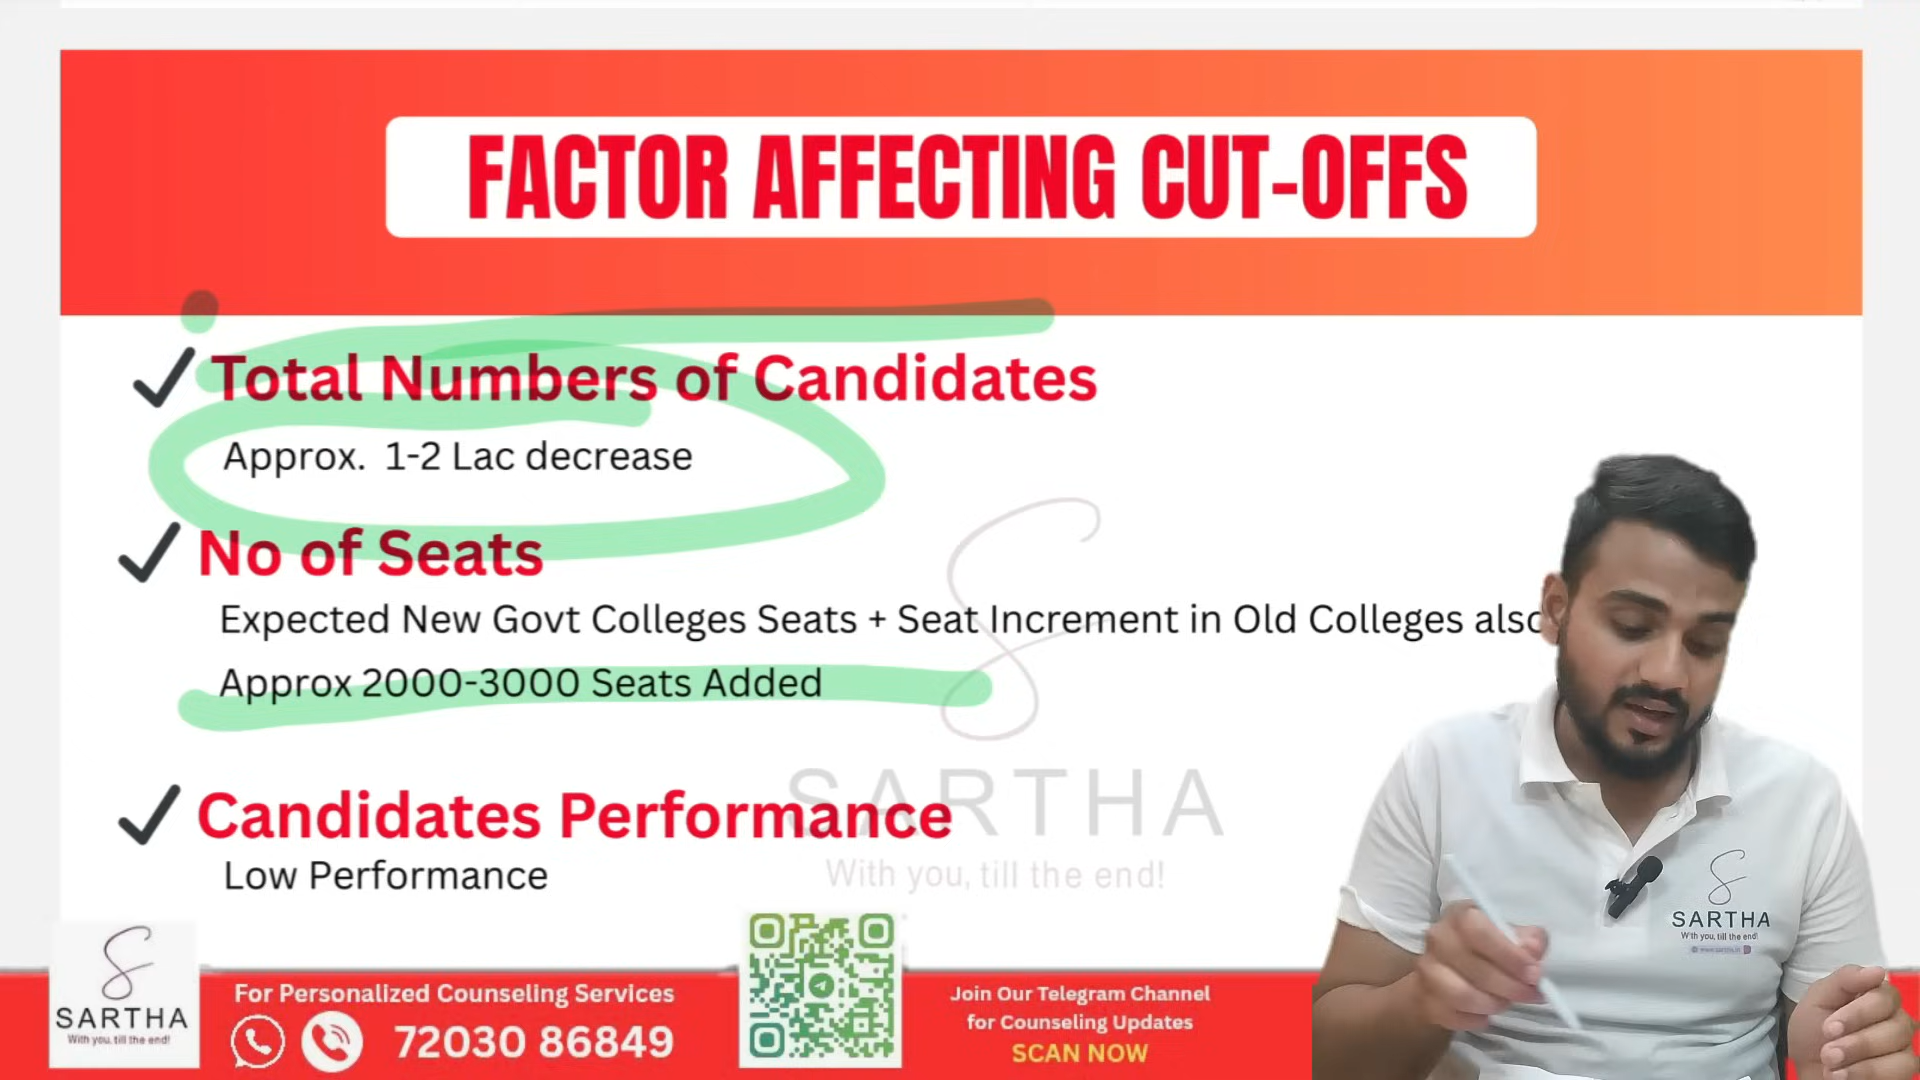 FACTOR AFFECTING CUT-OFFS
Total Numbers of Candidates
Approx. 1-2 Lac decrease
No of Seats
Expected New Govt Colleges Seats + Seat Increment in Old Colleges also
Approx 2000-3000 Seats Added
Candidates Performance
Low Performance
SARTHA
With you, till the end!
SARTHA
With you, till the end!
SARTHA
With you, till the end!
For Personalized Counseling Services
72030 86849
Join Our Telegram Channel
for Counseling Updates
SCAN NOW